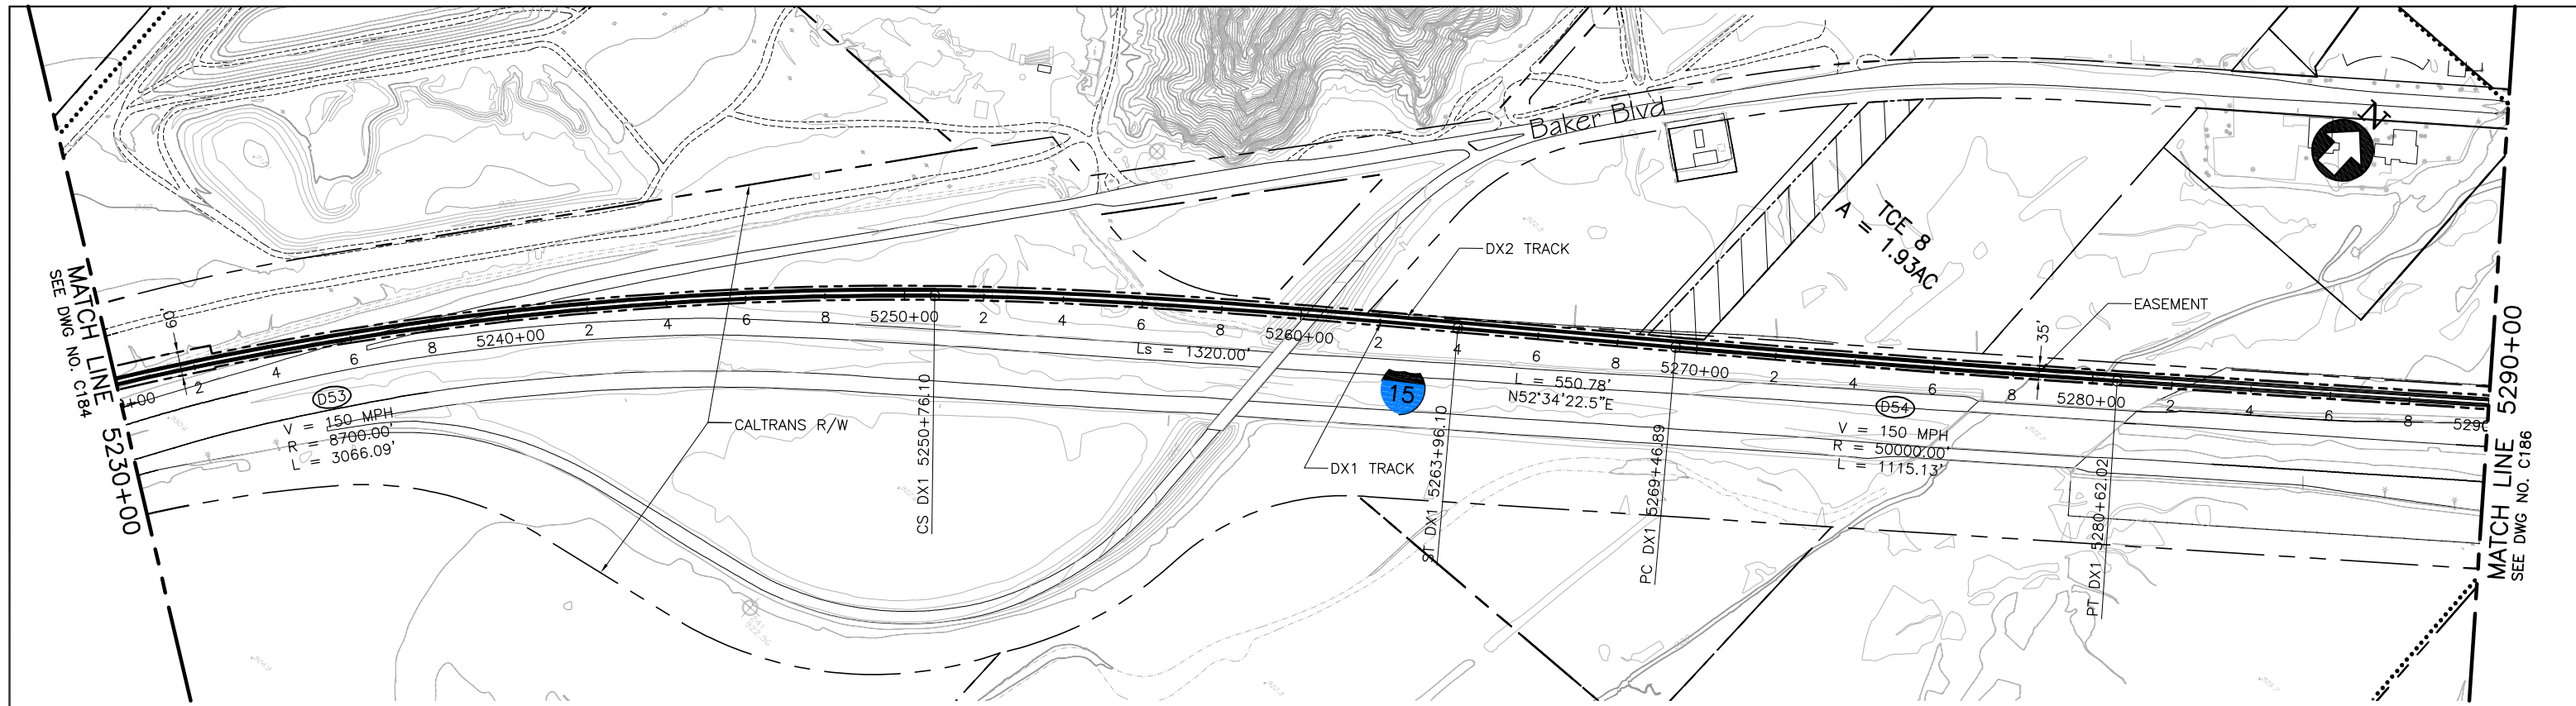 Baker Blvd
N
TCE 8
A = 1.93AC
DX2 TRACK
EASEMENT
35'
60'
MATCH LINE 5230+00
SEE DWG NO. C184
+00
2
4
6
8
5240+00
2
4
6
8
5250+00
2
4
6
8
5260+00
2
4
6
8
5270+00
2
4
6
8
5280+00
2
4
6
8
529
Ls = 1320.00'
15
L = 550.78'
N52°34'22.5"E
D53
V = 150 MPH
R = 8700.00'
L = 3066.09'
CALTRANS R/W
DX1 TRACK
D54
V = 150 MPH
R = 50000.00'
L = 1115.13'
CS DX1 5250+76.10
ST DX1 5263+96.10
PC DX1 5269+46.89
PT DX1 5280+62.02
MATCH LINE 5290+00
SEE DWG NO. C186